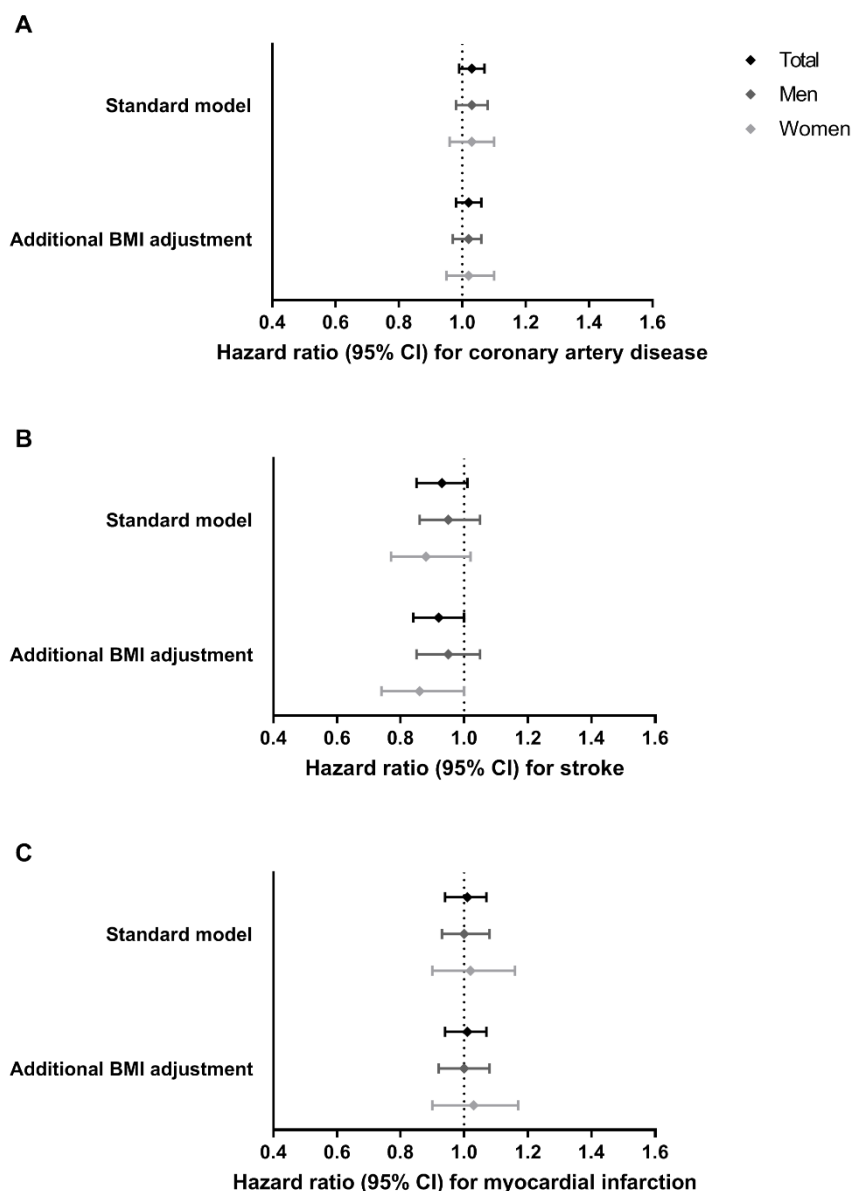 A
Total
Men
Women
Standard model
Additional BMI adjustment
0.4 0.6 0.8 1.0 1.2 1.4 1.6
Hazard ratio (95% CI) for coronary artery disease
B
Standard model
Additional BMI adjustment
0.4 0.6 0.8 1.0 1.2 1.4 1.6
Hazard ratio (95% CI) for stroke
C
Standard model
Additional BMI adjustment
0.4 0.6 0.8 1.0 1.2 1.4 1.6
Hazard ratio (95% CI) for myocardial infarction